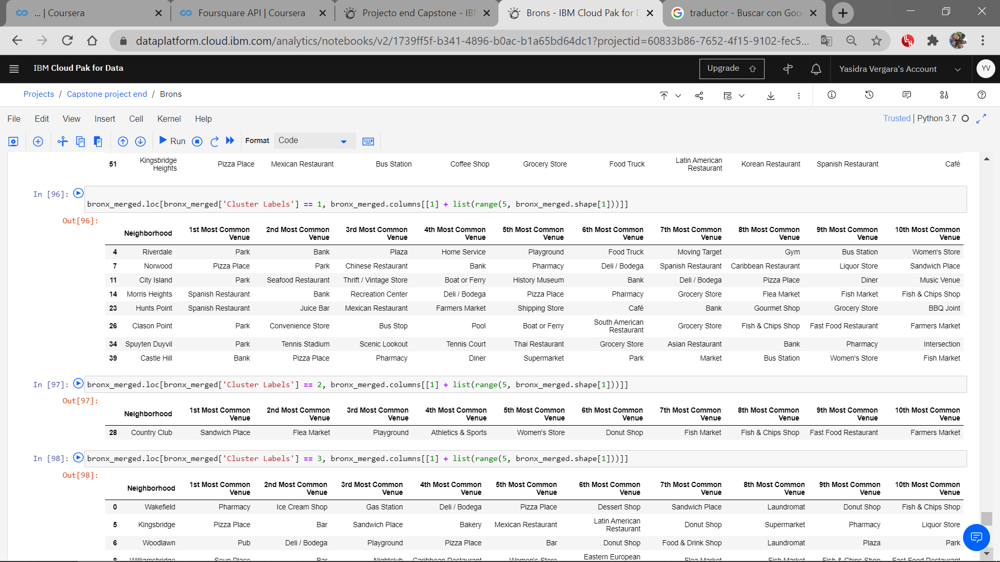 ... | Coursera
Foursquare API | Coursera
Projecto end Capstone - IBM
Brons - IBM Cloud Pak for D
traductor - Buscar con Goo
dataplatform.cloud.ibm.com/analytics/notebooks/v2/1739ff5f-b341-4896-b0ac-b1a65bd64dc1?projectid=60833b86-7652-4f15-9102-fec5...
IBM Cloud Pak for Data
Upgrade
Yasidra Vergara's Account
YV
Projects / Capstone project end / Brons
File Edit View Insert Cell Kernel Help
Trusted | Python 3.7
Run
Format Code
51 Kingsbridge Heights Pizza Place Mexican Restaurant Bus Station Coffee Shop Grocery Store Food Truck Latin American Restaurant Korean Restaurant Spanish Restaurant Café
In [96]:
bronx_merged.loc[bronx_merged['Cluster Labels'] == 1, bronx_merged.columns[[1] + list(range(5, bronx_merged.shape[1]))]]
Out[96]:
Neighborhood 1st Most Common Venue 2nd Most Common Venue 3rd Most Common Venue 4th Most Common Venue 5th Most Common Venue 6th Most Common Venue 7th Most Common Venue 8th Most Common Venue 9th Most Common Venue 10th Most Common Venue
4 Riverdale Park Bank Plaza Home Service Playground Food Truck Moving Target Gym Bus Station Women's Store
7 Norwood Pizza Place Park Chinese Restaurant Bank Pharmacy Deli / Bodega Spanish Restaurant Caribbean Restaurant Liquor Store Sandwich Place
11 City Island Park Seafood Restaurant Thrift / Vintage Store Boat or Ferry History Museum Bank Deli / Bodega Pizza Place Diner Music Venue
14 Morris Heights Spanish Restaurant Bank Recreation Center Deli / Bodega Pizza Place Pharmacy Grocery Store Flea Market Fish Market Fish & Chips Shop
23 Hunts Point Spanish Restaurant Juice Bar Mexican Restaurant Farmers Market Shipping Store Café Bank Gourmet Shop Grocery Store BBQ Joint
26 Clason Point Park Convenience Store Bus Stop Pool Boat or Ferry South American Restaurant Grocery Store Fish & Chips Shop Fast Food Restaurant Farmers Market
34 Spuyten Duyvil Park Tennis Stadium Scenic Lookout Tennis Court Thai Restaurant Grocery Store Asian Restaurant Bank Pharmacy Intersection
39 Castle Hill Bank Pizza Place Pharmacy Diner Supermarket Park Market Bus Station Women's Store Fish Market
In [97]: bronx_merged.loc[bronx_merged['Cluster Labels'] == 2, bronx_merged.columns[[1] + list(range(5, bronx_merged.shape[1]))]]
Out[97]:
Neighborhood 1st Most Common Venue 2nd Most Common Venue 3rd Most Common Venue 4th Most Common Venue 5th Most Common Venue 6th Most Common Venue 7th Most Common Venue 8th Most Common Venue 9th Most Common Venue 10th Most Common Venue
28 Country Club Sandwich Place Flea Market Playground Athletics & Sports Women's Store Donut Shop Fish Market Fish & Chips Shop Fast Food Restaurant Farmers Market
In [98]: bronx_merged.loc[bronx_merged['Cluster Labels'] == 3, bronx_merged.columns[[1] + list(range(5, bronx_merged.shape[1]))]]
Out[98]:
Neighborhood 1st Most Common Venue 2nd Most Common Venue 3rd Most Common Venue 4th Most Common Venue 5th Most Common Venue 6th Most Common Venue 7th Most Common Venue 8th Most Common Venue 9th Most Common Venue 10th Most Common Venue
0 Wakefield Pharmacy Ice Cream Shop Gas Station Deli / Bodega Pizza Place Dessert Shop Sandwich Place Laundromat Donut Shop Fish & Chips Shop
5 Kingsbridge Pizza Place Bar Sandwich Place Bakery Mexican Restaurant Latin American Restaurant Donut Shop Supermarket Pharmacy Liquor Store
6 Woodlawn Pub Deli / Bodega Playground Pizza Place Bar Donut Shop Food & Drink Shop Laundromat Plaza Park
8 Williamsbridge Soup Place Bar Nightclub Caribbean Restaurant Women's Store Eastern European Flea Market Fish Market Fish & Chips Shop Fast Food Restaurant